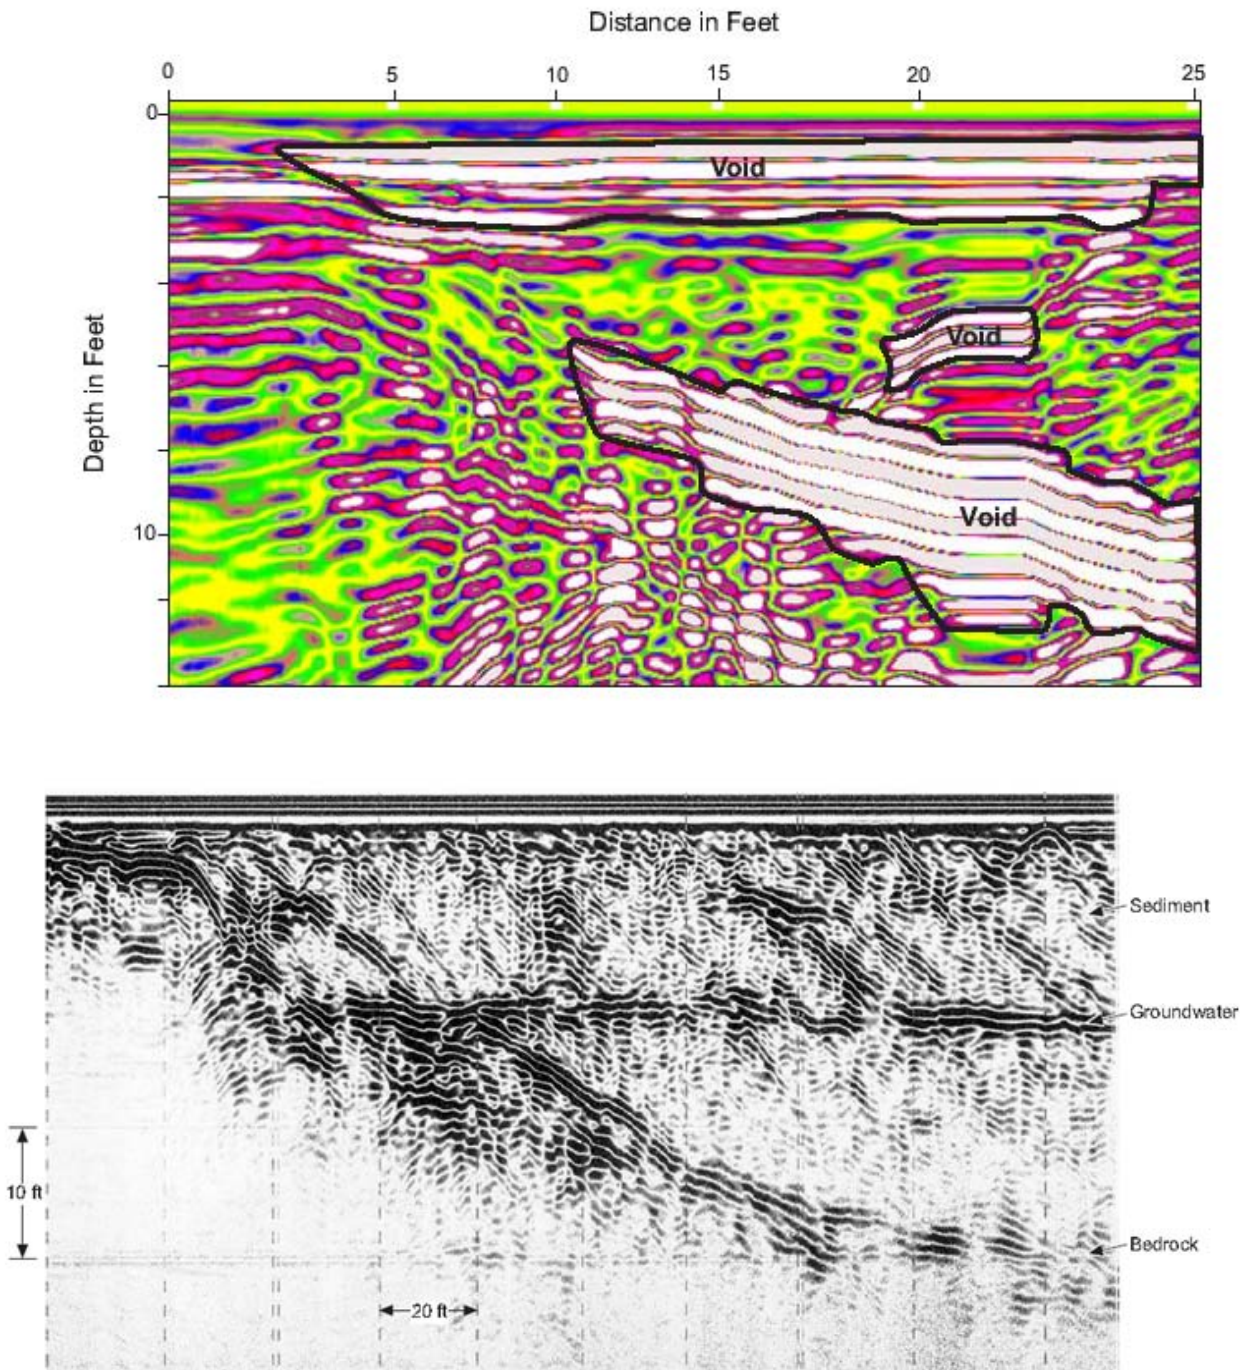 Distance in Feet
0 5 10 15 20 25
0
Void
Void
Depth in Feet
10
Void
Sediment
Groundwater
10 ft
Bedrock
20 ft